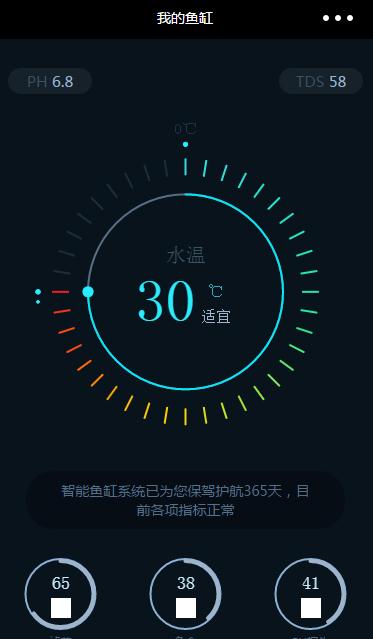 我的鱼缸
PH 6.8
TDS 58
0℃
水温
30 ℃
适宜
智能鱼缸系统已为您保驾护航365天，目
前各项指标正常
65
38
41